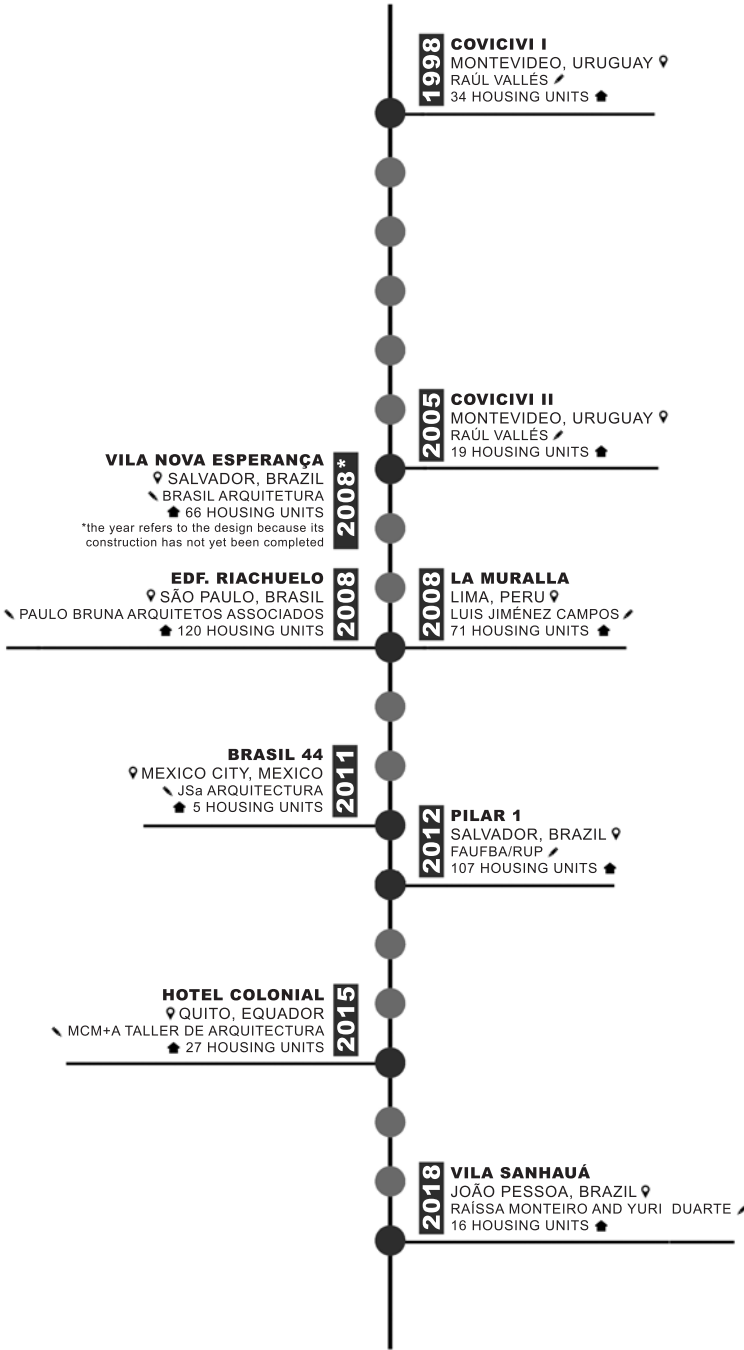 1998
COVICIVI I
MONTEVIDEO, URUGUAY
RAÚL VALLÉS
34 HOUSING UNITS
2005
COVICIVI II
MONTEVIDEO, URUGUAY
RAÚL VALLÉS
19 HOUSING UNITS
VILA NOVA ESPERANÇA
SALVADOR, BRAZIL
BRASIL ARQUITETURA
66 HOUSING UNITS
*the year refers to the design because its
construction has not yet been completed
2008*
EDF. RIACHUELO
SÃO PAULO, BRASIL
PAULO BRUNA ARQUITETOS ASSOCIADOS
120 HOUSING UNITS
2008
2008
LA MURALLA
LIMA, PERU
LUIS JIMÉNEZ CAMPOS
71 HOUSING UNITS
BRASIL 44
MEXICO CITY, MEXICO
JSa ARQUITECTURA
5 HOUSING UNITS
2011
2012
PILAR 1
SALVADOR, BRAZIL
FAUFBA/RUP
107 HOUSING UNITS
HOTEL COLONIAL
QUITO, EQUADOR
MCM+A TALLER DE ARQUITECTURA
27 HOUSING UNITS
2015
2018
VILA SANHAUÁ
JOÃO PESSOA, BRAZIL
RAÍSSA MONTEIRO AND YURI DUARTE
16 HOUSING UNITS